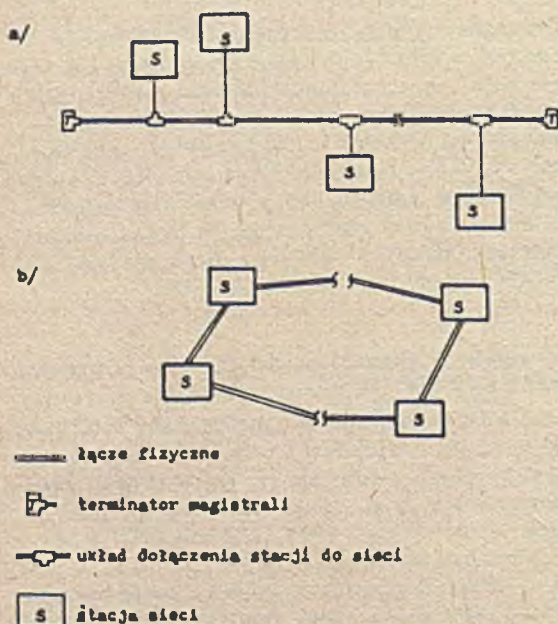 a/
S
S
T
T
S
S
b/
S
S
S
S
łącze fizyczne
T terminator magistrali
układ dołączenia stacji do sieci
S stacja sieci